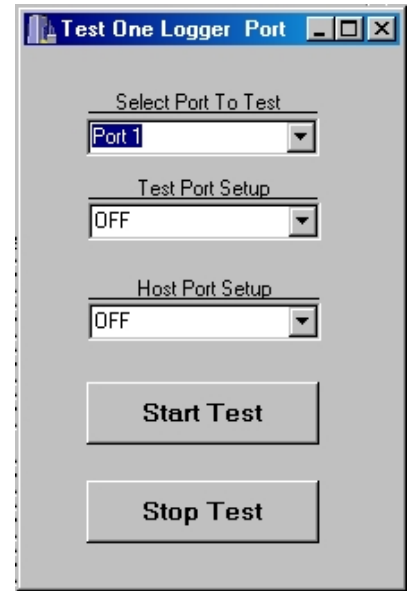 Test One Logger Port
Select Port To Test
Port 1
Test Port Setup
OFF
Host Port Setup
OFF
Start Test
Stop Test